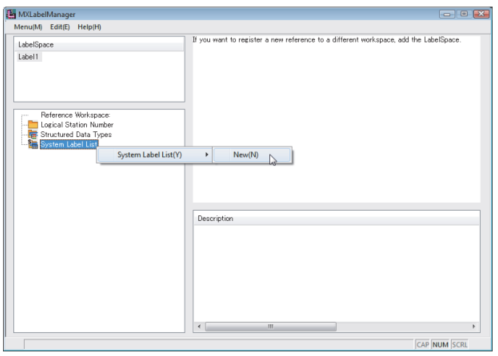 MXLabelManager
Menu(M) Edit(E) Help(H)
LabelSpace
Label1
If you want to register a new reference to a different workspace, add the LabelSpace.
Reference Workspace
Logical Station Number
Structured Data Types
System Label List
System Label List(Y) New(N)
Description
CAP NUM SCRL